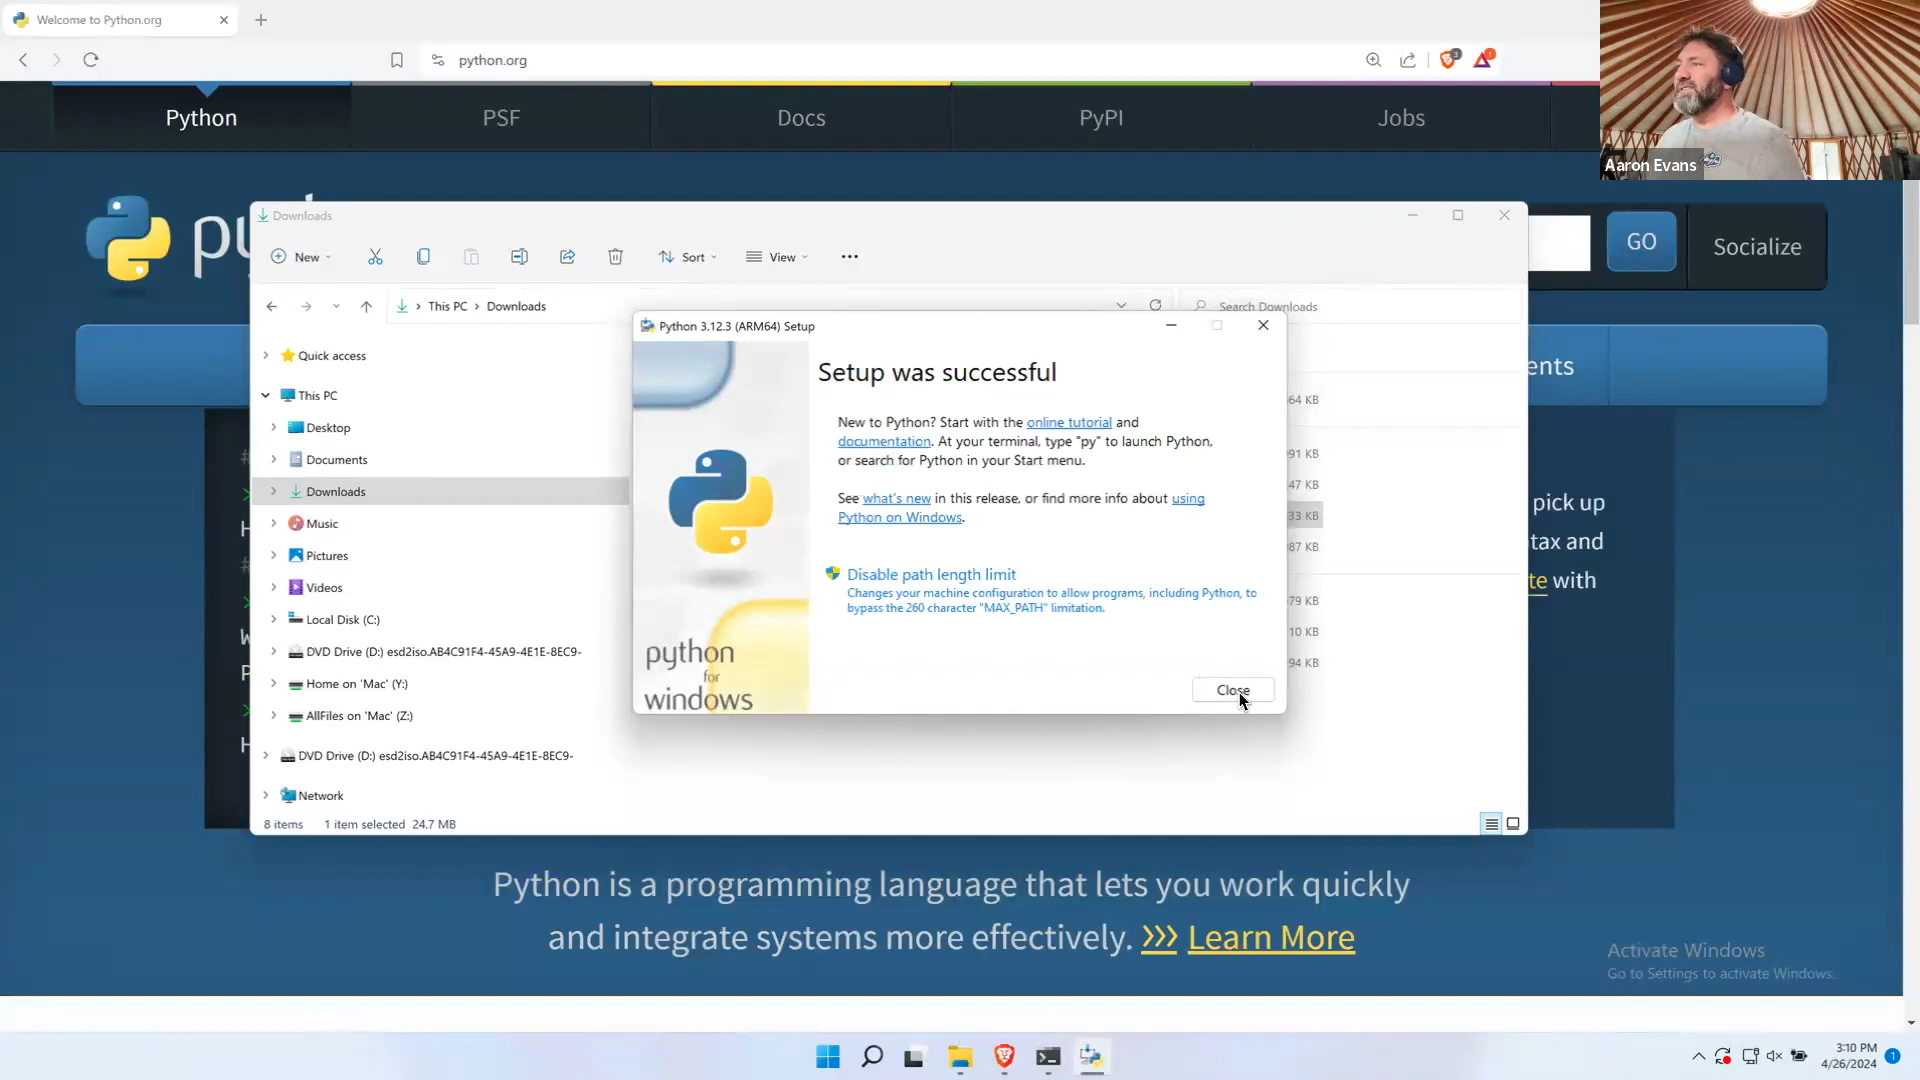 Welcome to Python.org
python.org
3
1
Python
PSF
Docs
PyPI
Jobs
Aaron Evans
GO
Socialize
Downloads
New
Sort
View
This PC
Downloads
Search Downloads
Quick access
This PC
Desktop
Documents
Downloads
Music
Pictures
Videos
Local Disk (C:)
DVD Drive (D:) esd2iso.AB4C91F4-45A9-4E1E-8EC9-
Home on 'Mac' (Y:)
AllFiles on 'Mac' (Z:)
DVD Drive (D:) esd2iso.AB4C91F4-45A9-4E1E-8EC9-
Network
8 items 1 item selected 24.7 MB
Python 3.12.3 (ARM64) Setup
Setup was successful
New to Python? Start with the online tutorial and
documentation. At your terminal, type "py" to launch Python,
or search for Python in your Start menu.
See what's new in this release, or find more info about using
Python on Windows.
Disable path length limit
Changes your machine configuration to allow programs, including Python, to
bypass the 260 character "MAX_PATH" limitation.
python
for
windows
Close
64 KB
91 KB
47 KB
33 KB
87 KB
79 KB
10 KB
94 KB
ents
pick up
tax and
te with
Python is a programming language that lets you work quickly
and integrate systems more effectively. >>> Learn More
Activate Windows
Go to Settings to activate Windows.
3:10 PM
4/26/2024
1